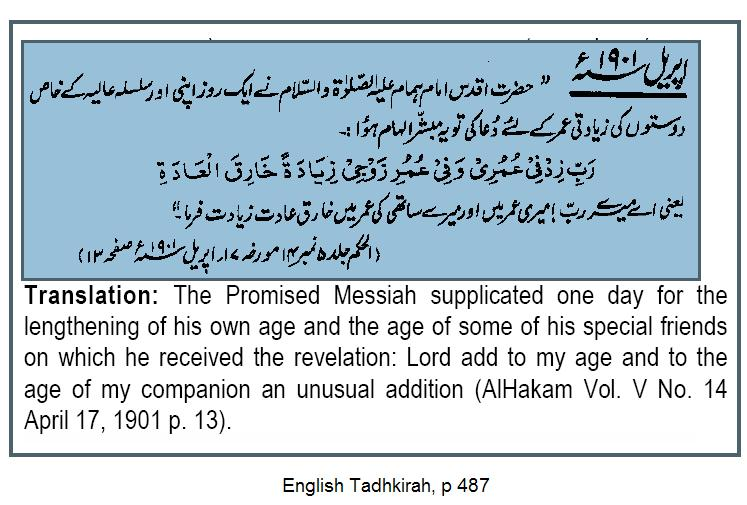 اپریل ۱۹۰۱ء
" حضرت اقدس امام ہمام علیہ الصلوٰۃ والسّلام نے ایک روز اپنی اور سلسلہ عالیہ کے خاص
دوستوں کی زیادتی عمر کے لئے دُعا کی تو یہ مبشّر الہام ہؤا :۔
رَبِّ زِدْ فِیْ عُمُرِیْ وَفِیْ عُمُرِ زَوْجِیْ زِیَادَةً خَارِقَ الْعَادَةِ
یعنی اے میرے ربّ ! میری عمر میں اور میرے ساتھی کی عمر میں خارق عادت زیادت فرما ۔"
(الحکم جلد ۵ نمبر ۱۴ مورخہ ۱۷؍ اپریل ۱۹۰۱ء صفحہ ۱۳)
Translation: The Promised Messiah supplicated one day for the
lengthening of his own age and the age of some of his special friends
on which he received the revelation: Lord add to my age and to the
age of my companion an unusual addition (AlHakam Vol. V No. 14
April 17, 1901 p. 13).
English Tadhkirah, p 487